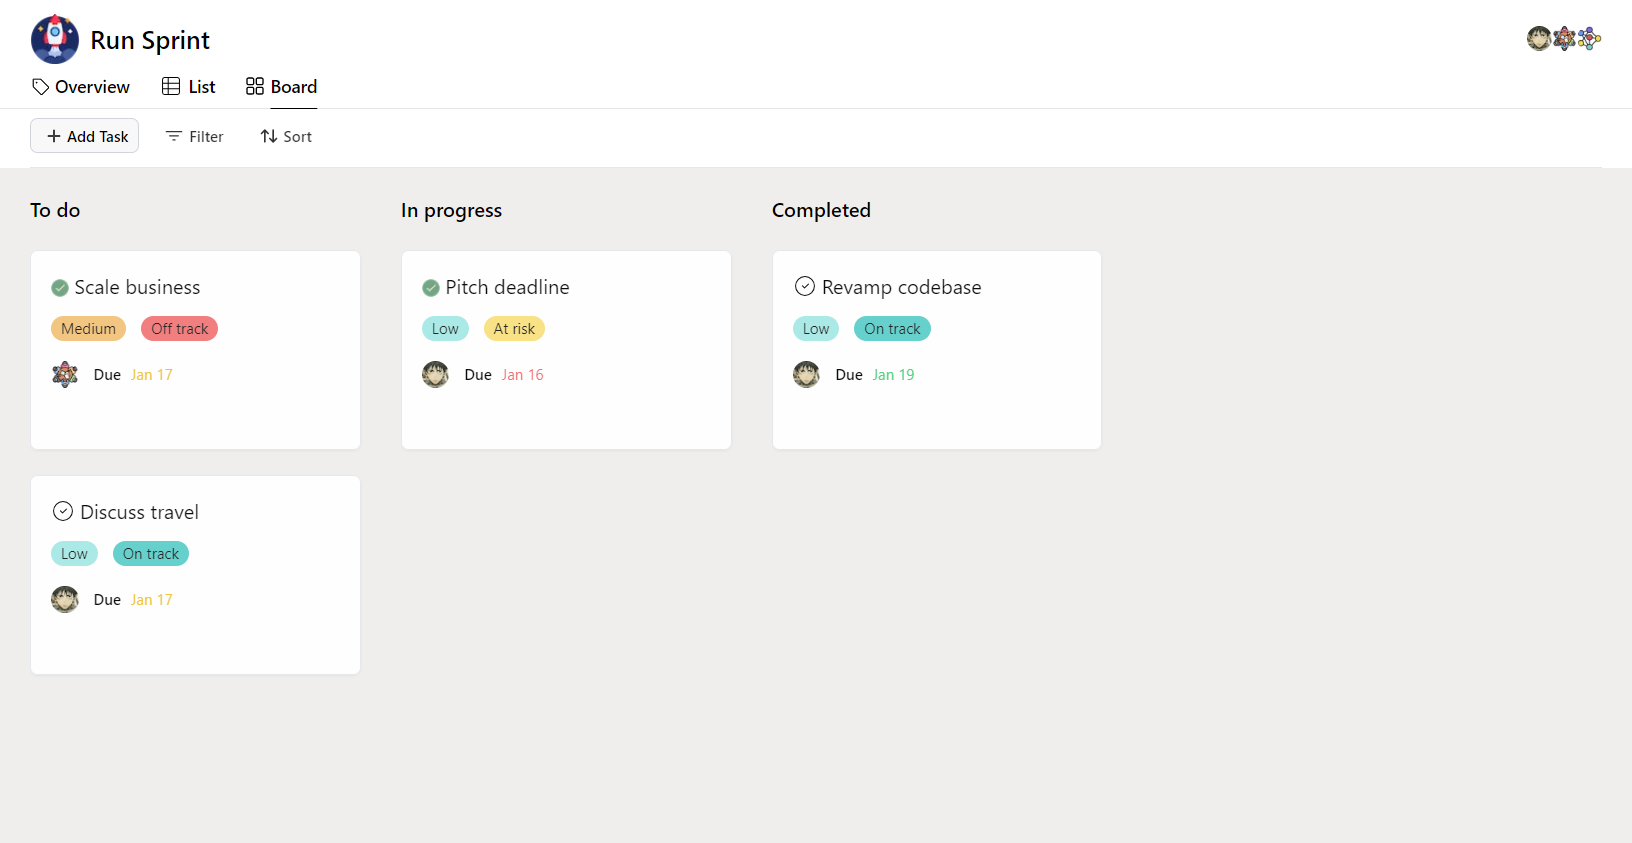 Run Sprint
Overview
List
Board
Add Task
Filter
Sort
To do
Scale business
Medium
Off track
Due Jan 17
Discuss travel
Low
On track
Due Jan 17
In progress
Pitch deadline
Low
At risk
Due Jan 16
Completed
Revamp codebase
Low
On track
Due Jan 19